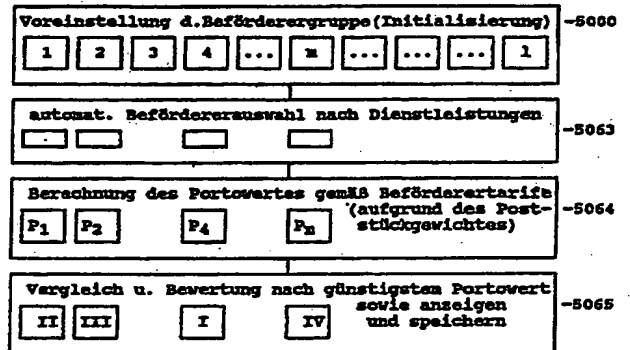 Voreinstellung d.Beförderergruppe(Initialisierung)
-5060
1 2 3 4 ... m ... ... ... l
automat. Befördererauswahl nach Dienstleistungen
-5063
Berechnung des Portowertes gemäß Beförderertarife
(aufgrund des Post-
-5064
P1 P2 P4 Pm
stückgewichtes)
Vergleich u. Bewertung nach günstigstem Portowert
sowie anzeigen
-5065
II III I IV
und speichern